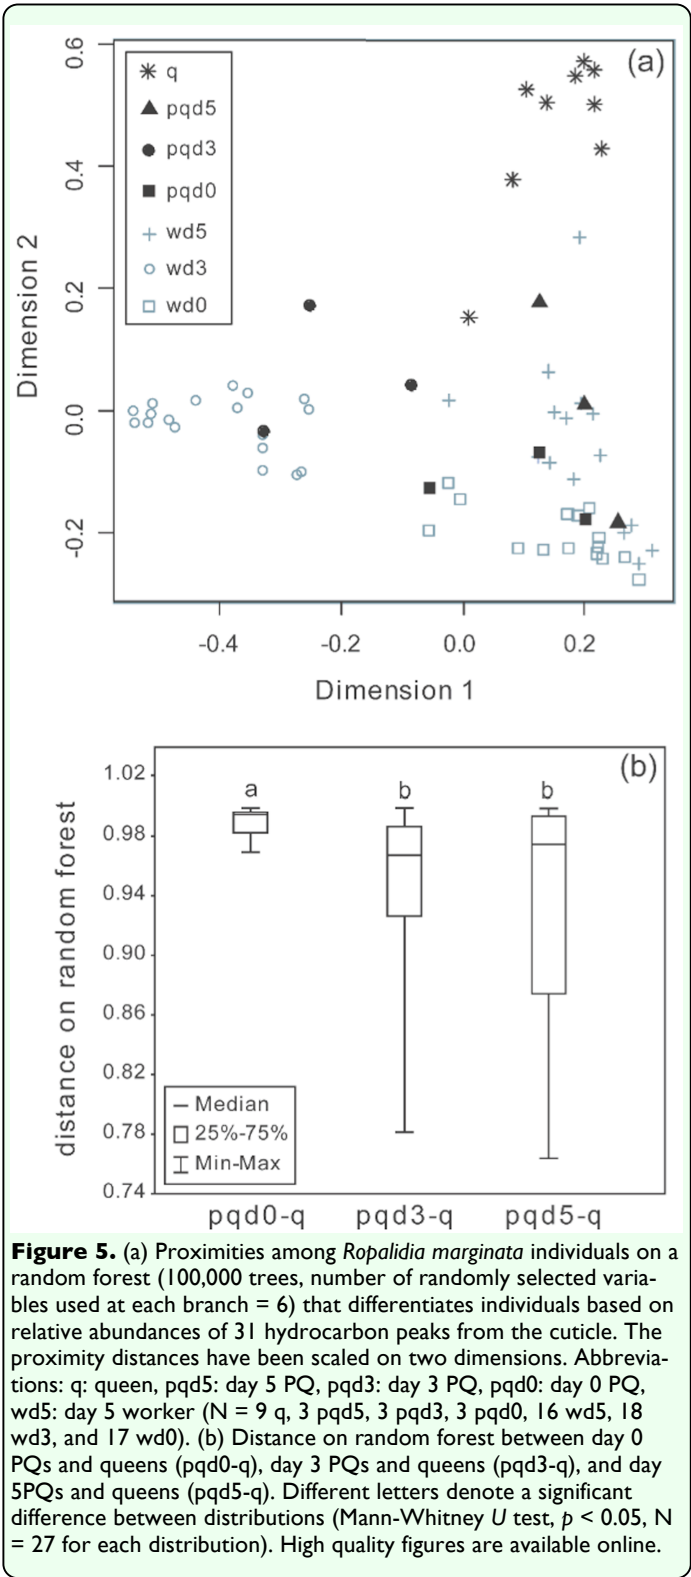 (a)
q
pqd5
pqd3
pqd0
wd5
wd3
wd0
0.6
0.4
0.2
0.0
-0.2
Dimension 2
-0.4 -0.2 0.0 0.2
Dimension 1
(b)
1.02
0.98
0.94
0.90
0.86
0.82
0.78
0.74
distance on random forest
a b b
Median
25%-75%
Min-Max
pqd0-q pqd3-q pqd5-q
Figure 5. (a) Proximities among Ropalidia marginata individuals on a
random forest (100,000 trees, number of randomly selected varia-
bles used at each branch = 6) that differentiates individuals based on
relative abundances of 31 hydrocarbon peaks from the cuticle. The
proximity distances have been scaled on two dimensions. Abbrevia-
tions: q: queen, pqd5: day 5 PQ, pqd3: day 3 PQ, pqd0: day 0 PQ,
wd5: day 5 worker (N = 9 q, 3 pqd5, 3 pqd3, 3 pqd0, 16 wd5, 18
wd3, and 17 wd0). (b) Distance on random forest between day 0
PQs and queens (pqd0-q), day 3 PQs and queens (pqd3-q), and day
5PQs and queens (pqd5-q). Different letters denote a significant
difference between distributions (Mann-Whitney U test, p < 0.05, N
= 27 for each distribution). High quality figures are available online.